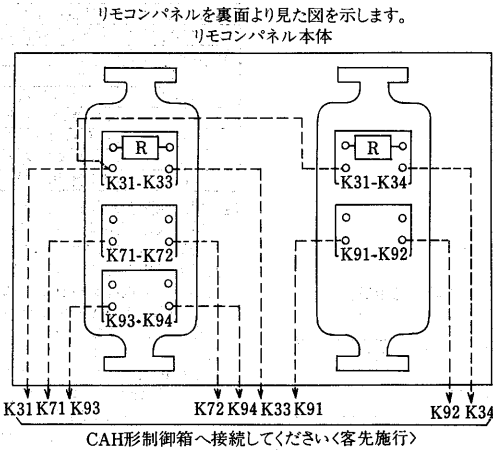 リモコンパネルを裏面より見た図を示します。
リモコンパネル本体
R
K31-K33
K71-K72
K93-K94
R
K31-K34
K91-K92
K31 K71 K93 K72 K94 K33 K91 K92 K34
CAH形制御箱へ接続してください〈客先施行〉